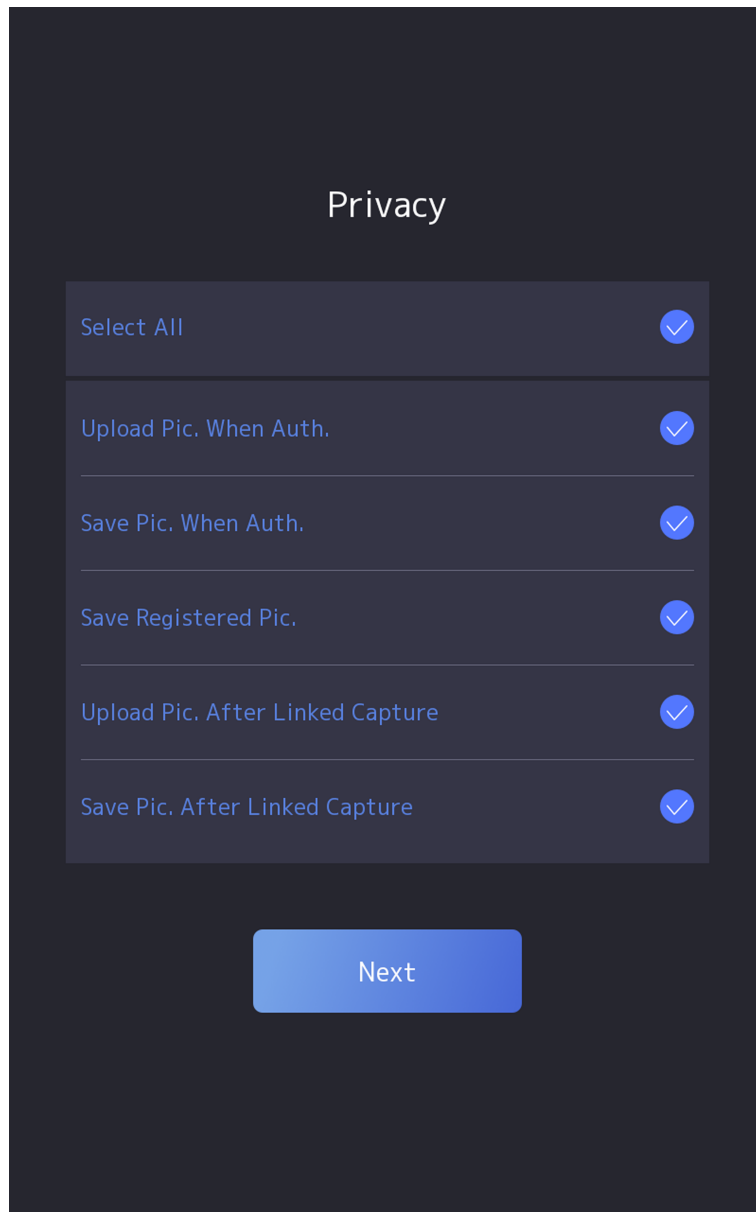 Privacy
Select All
Upload Pic. When Auth.
Save Pic. When Auth.
Save Registered Pic.
Upload Pic. After Linked Capture
Save Pic. After Linked Capture
Next